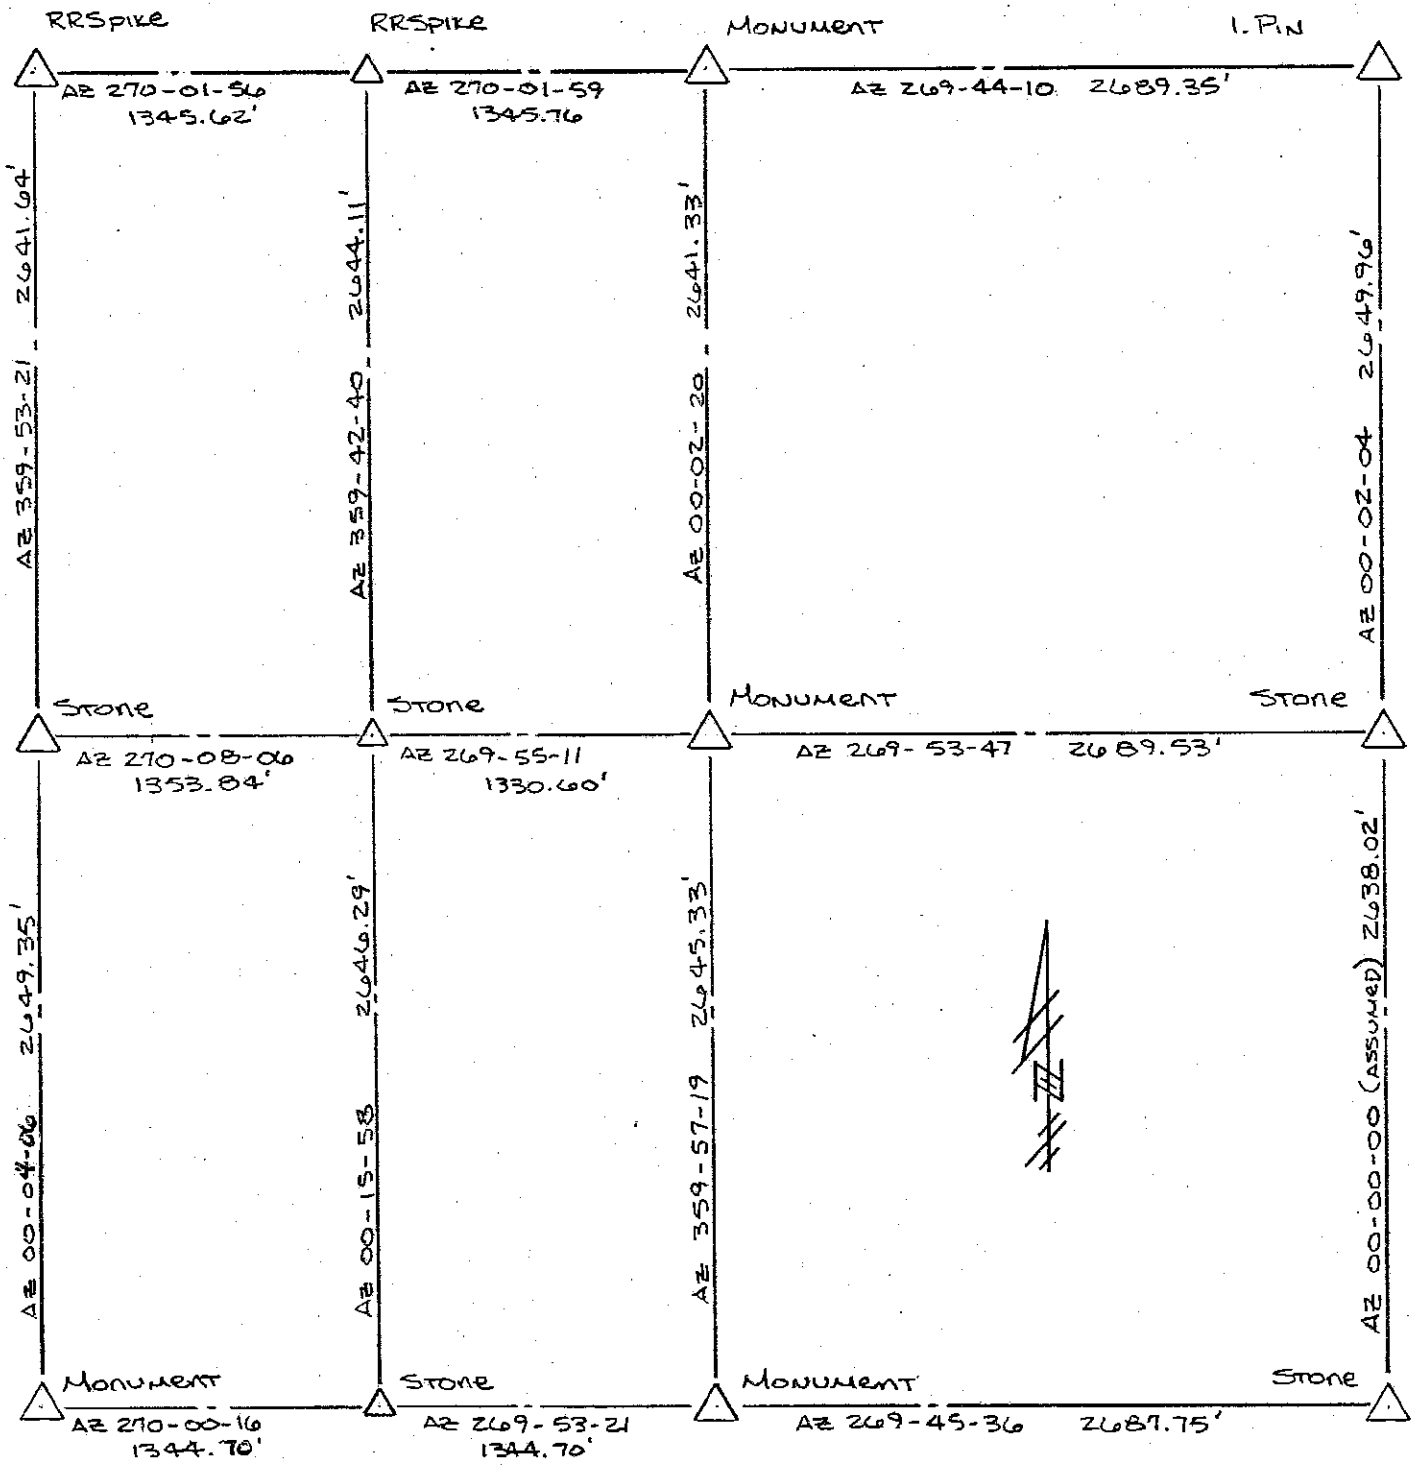 RRSpike
RRSpike
Monument
I. Pin
AZ 270-01-56
1345.62'
AZ 270-01-59
1345.76
AZ 269-44-10 2689.35'
AZ 359-53-21 2641.64'
AZ 359-42-40 2644.11'
AZ 00-02-20 2641.33'
AZ 00-02-04 2649.96'
Stone
Stone
Monument
Stone
AZ 270-08-06
1353.84'
AZ 269-55-11
1330.60'
AZ 269-53-47 2689.53'
AZ 00-04-06 2649.35'
AZ 00-15-58 2646.29'
AZ 359-57-19 2645.33'
N
AZ 00-00-00 (Assumed) 2638.02'
Monument
Stone
Monument
Stone
AZ 270-00-16
1344.70'
AZ 269-53-21
1344.70'
AZ 269-45-36 2687.75'